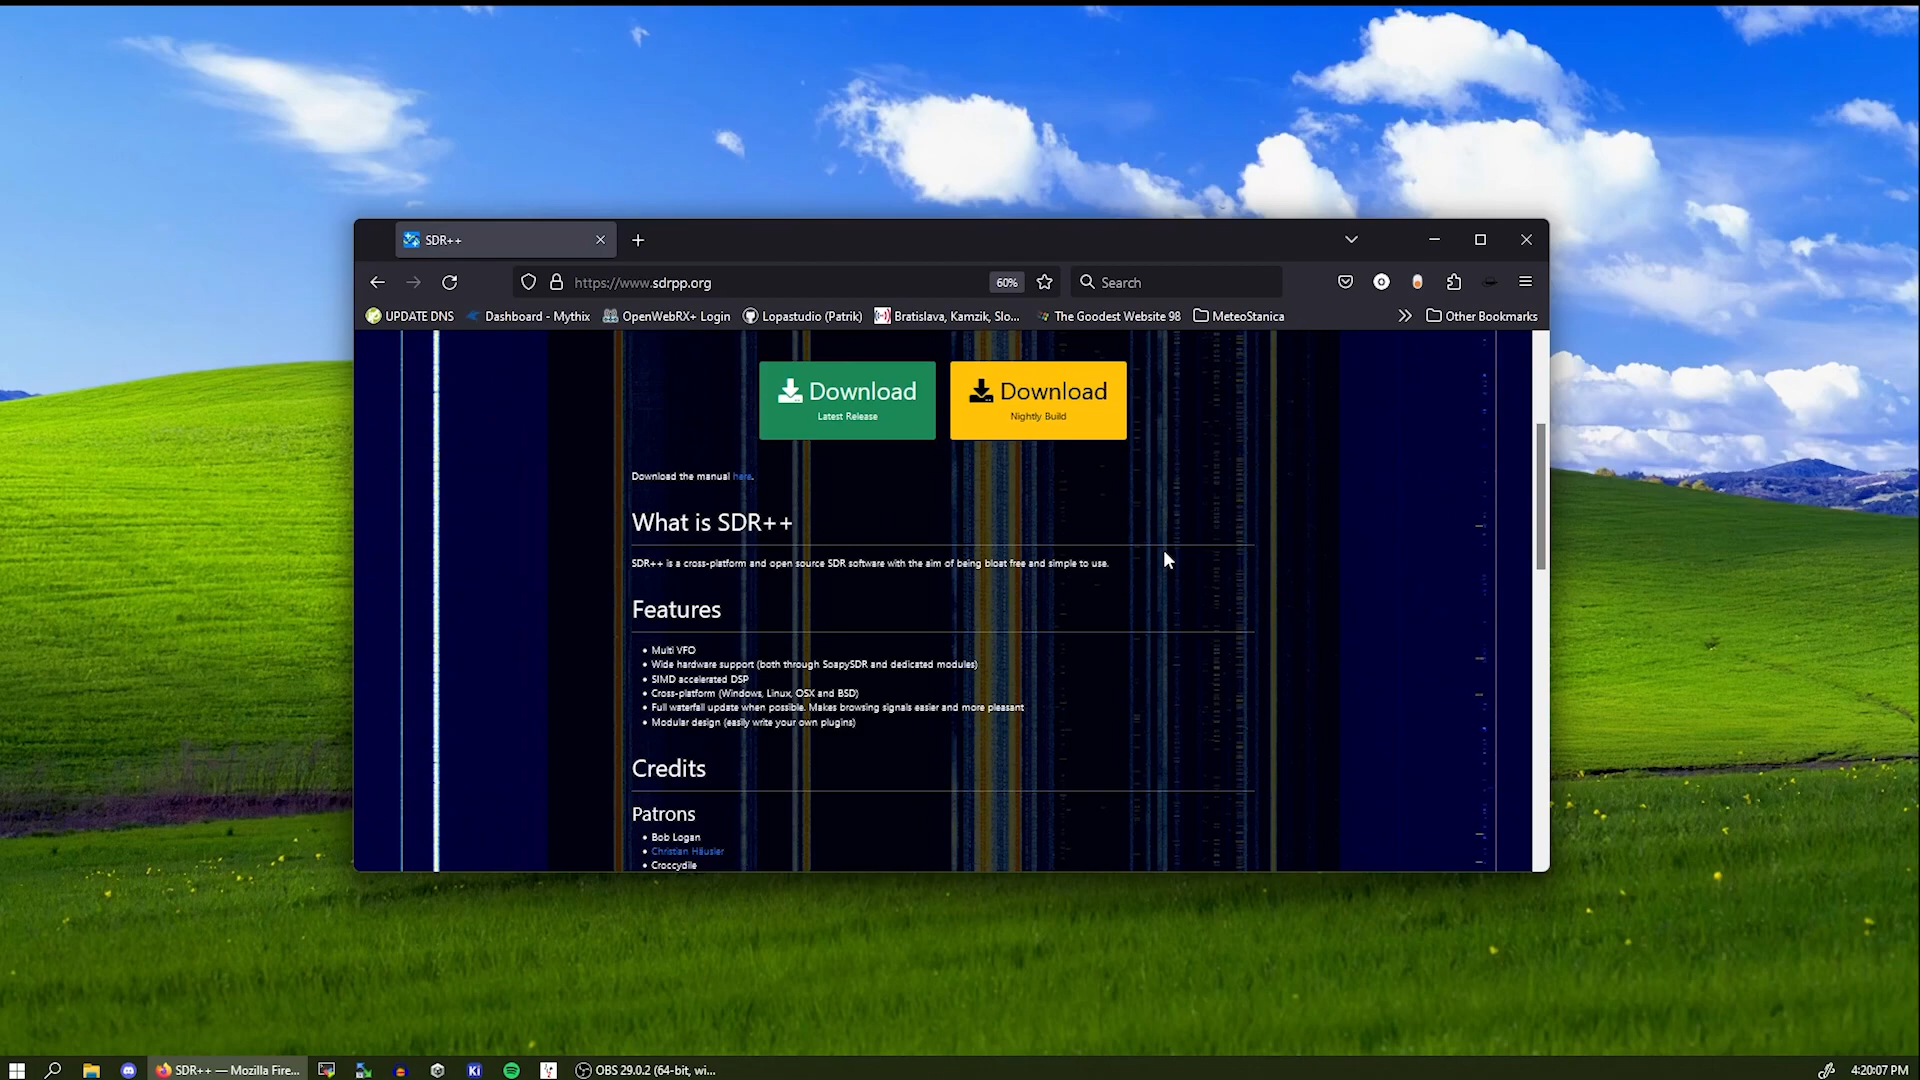 SDR++
https://www.sdrpp.org
60%
Search
UPDATE DNS
Dashboard - Mythix
OpenWebRX+ Login
Lopastudio (Patrik)
Bratislava, Kamzik, Slo...
The Goodest Website 98
MeteoStanica
Other Bookmarks
Download
Latest Release
Download
Nightly Build
Download the manual here.
What is SDR++
SDR++ is a cross-platform and open source SDR software with the aim of being bloat free and simple to use.
Features
Multi VFO
Wide hardware support (both through SoapySDR and dedicated modules)
SIMD accelerated DSP
Cross-platform (Windows, Linux, OSX and BSD)
Full waterfall update when possible. Makes browsing signals easier and more pleasant
Modular design (easily write your own plugins)
Credits
Patrons
Bob Logan
Christian Häusler
Croccydile
SDR++ — Mozilla Fire...
Ki
OBS 29.0.2 (64-bit, wi...
4:20:07 PM